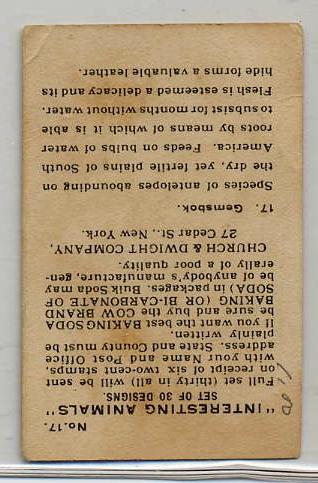 No. 17.
"INTERESTING ANIMALS"
SET OF 30 DESIGNS.
Full set (thirty in all) will be sent
on receipt of six two-cent stamps,
with your Name and Post Office
address. State and County must be
plainly written.
If you want the best BAKING SODA
be sure and buy the COW BRAND
BAKING (OR BI-CARBONATE OF
SODA) in packages. Bulk Soda may
be of anybody's manufacture, gen-
erally of a poor quality.
CHURCH & DWIGHT COMPANY,
27 Cedar St., New York.
17. Gemsbok.
Species of antelopes abounding on
the dry, yet fertile plains of South
America. Feeds on bulbs of water
roots by means of which it is able
to subsist for months without water.
Flesh is esteemed a delicacy and its
hide forms a valuable leather.